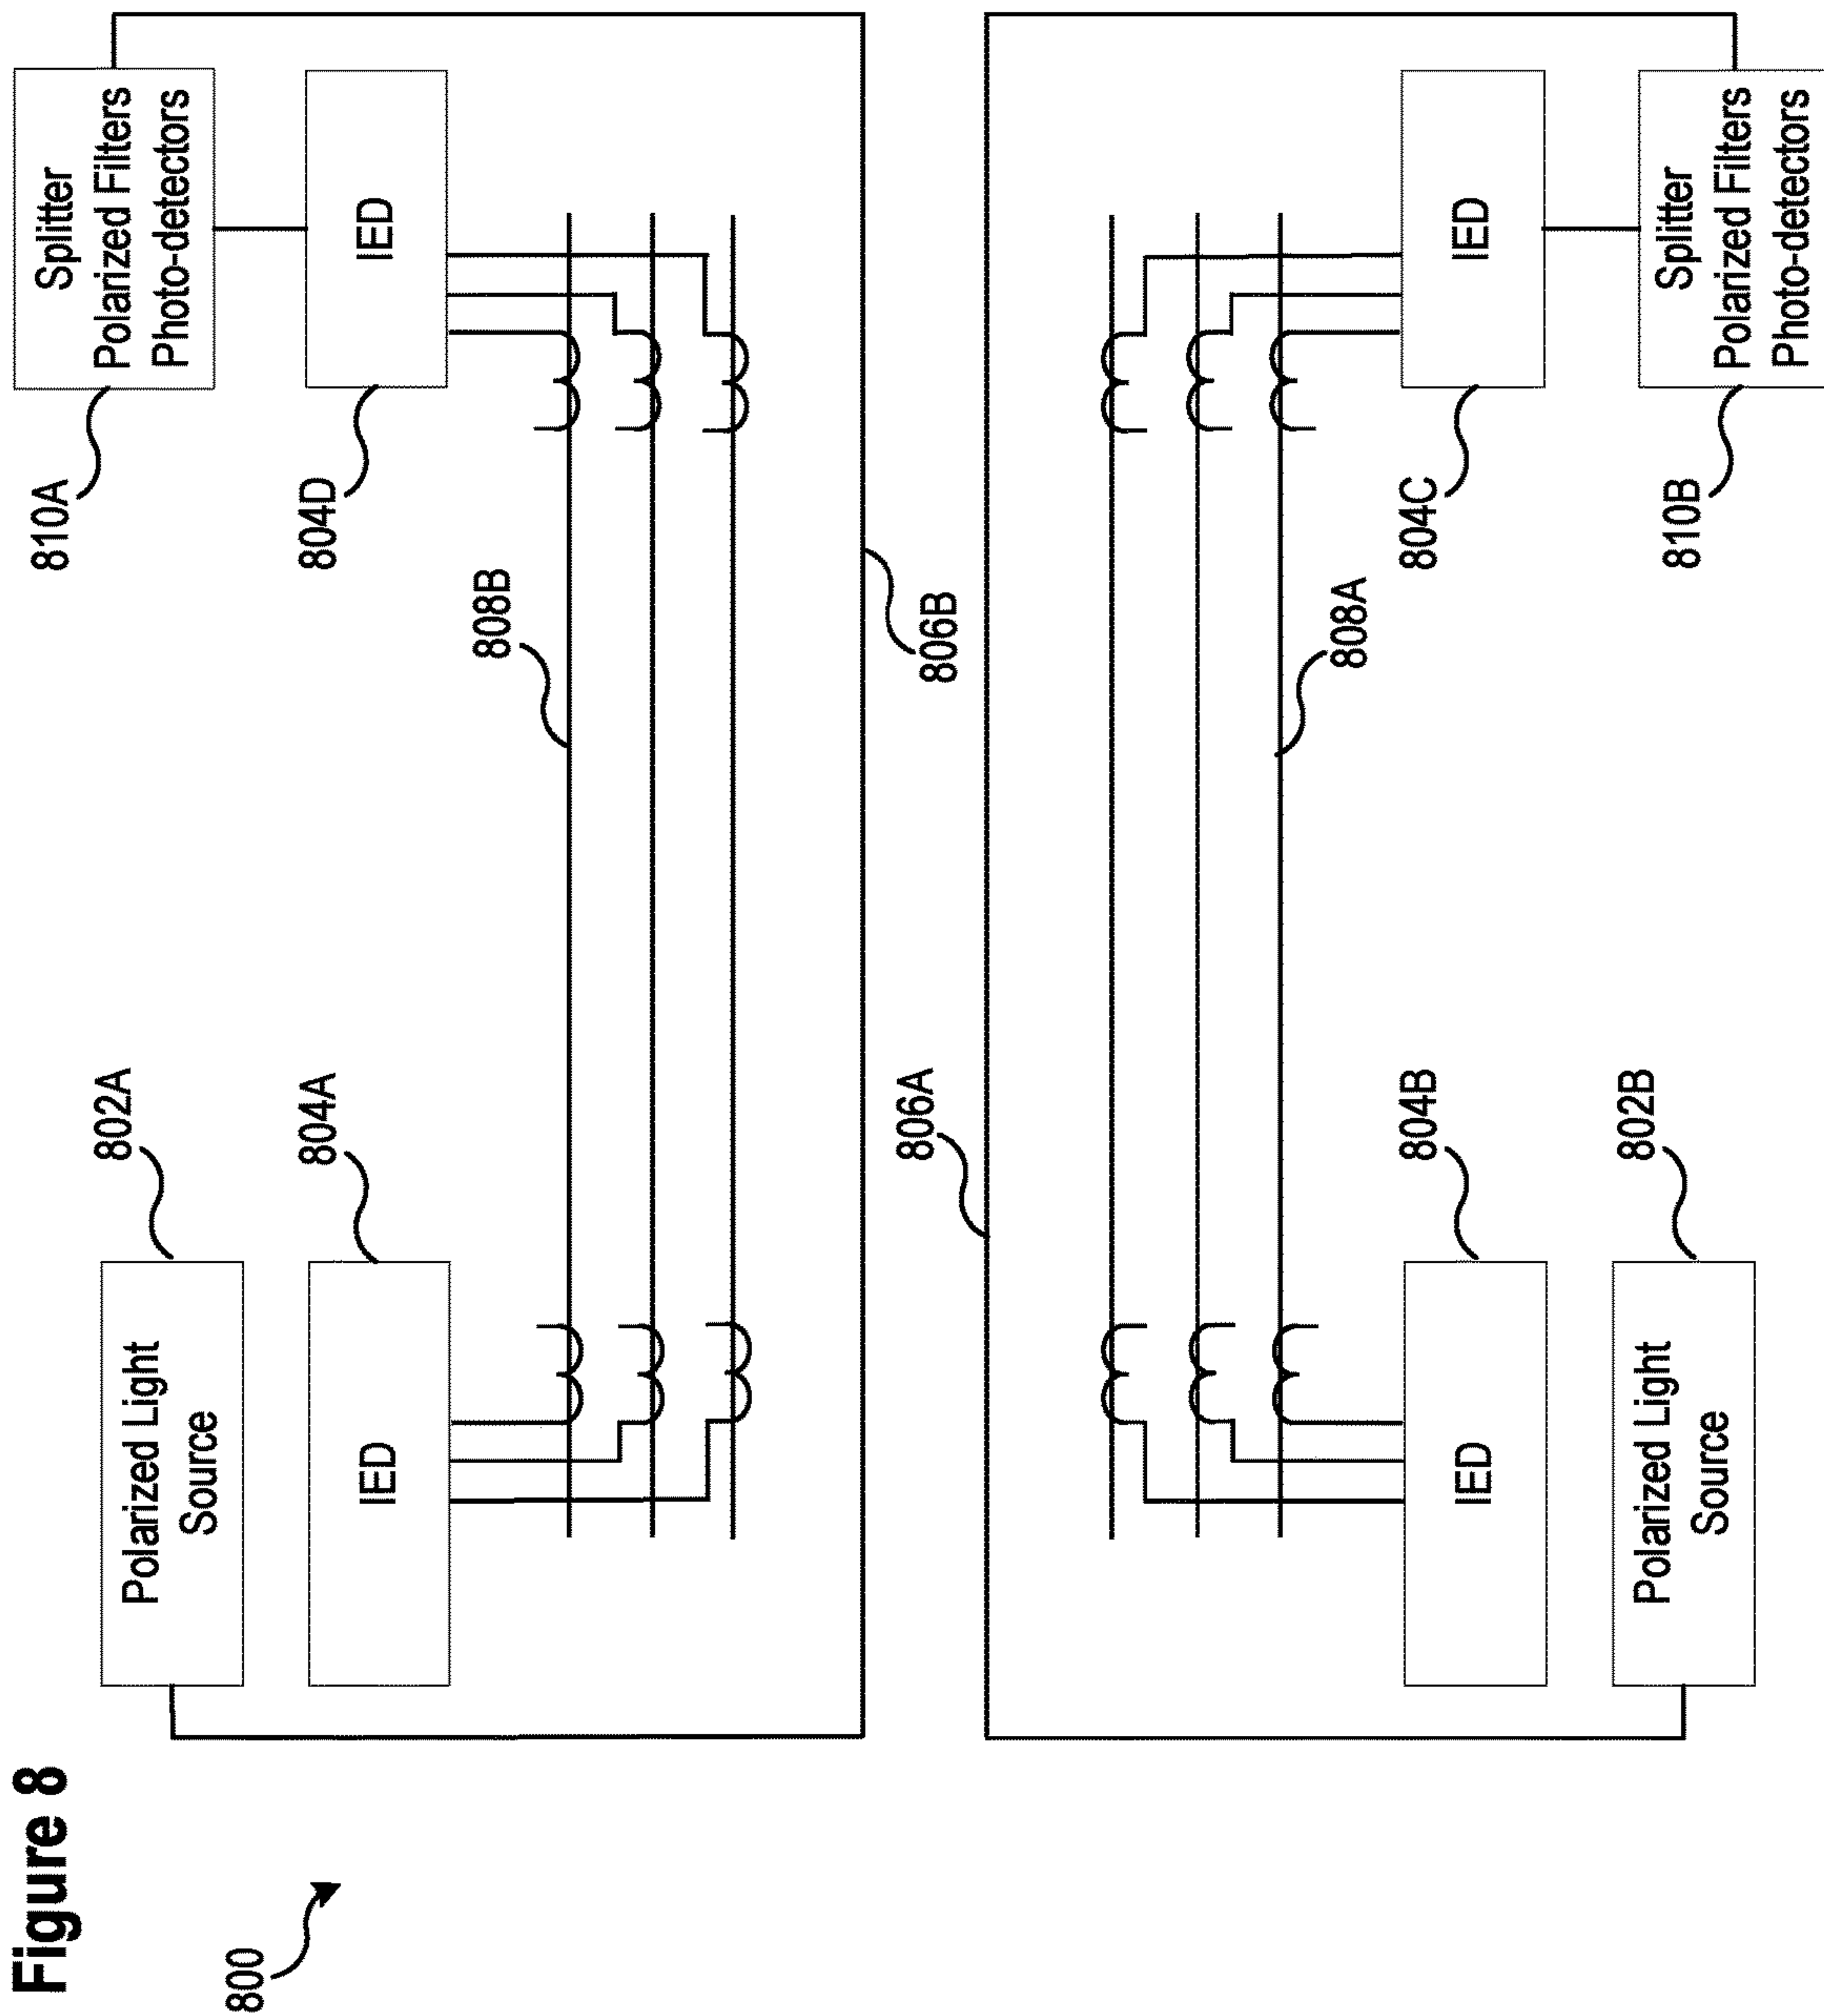 Figure 8
800
802A
Polarized Light
Source
804A
IED
810A
Splitter
Polarized Filters
Photo-detectors
804D
IED
808B
806B
806A
808A
804B
IED
802B
Polarized Light
Source
804C
IED
810B
Splitter
Polarized Filters
Photo-detectors